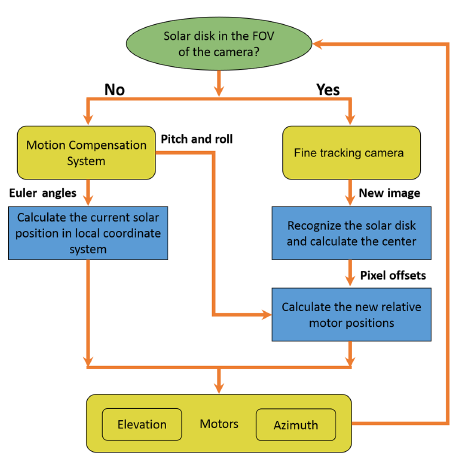 Solar disk in the FOV
of the camera?
No
Yes
Motion Compensation
System
Pitch and roll
Fine tracking camera
Euler angles
New image
Calculate the current solar
position in local coordinate
system
Recognize the solar disk
and calculate the center
Pixel offsets
Calculate the new relative
motor positions
Elevation
Motors
Azimuth